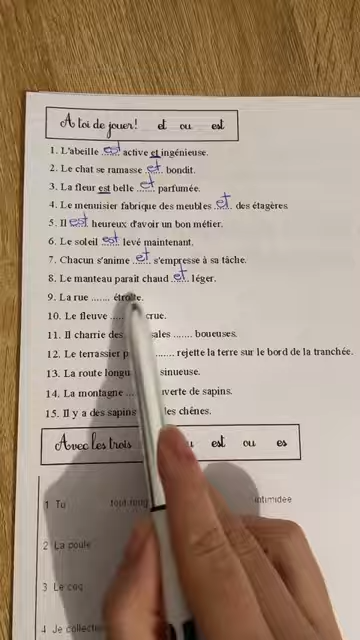 A toi de jouer! et ou est
1. L'abeille est active et ingénieuse.
2. Le chat se ramasse et bondit.
3. La fleur est belle et parfumée.
4. Le menuisier fabrique des meubles et des étagères.
5. Il est heureux d'avoir un bon métier.
6. Le soleil est levé maintenant.
7. Chacun s'anime et s'empresse à sa tâche.
8. Le manteau paraît chaud et léger.
9. La rue ....... étroite.
10. Le fleuve crue.
11. Il charrie des sales ....... boueuses.
12. Le terrassier ....... rejette la terre sur le bord de la tranchée.
13. La route sinueuse.
14. La montagne ... de sapins.
15. Il y a des sapins les chênes.
Avec les trois est ou es
1 Tu intimidée
2 La poule
3 Le coq
4 Je